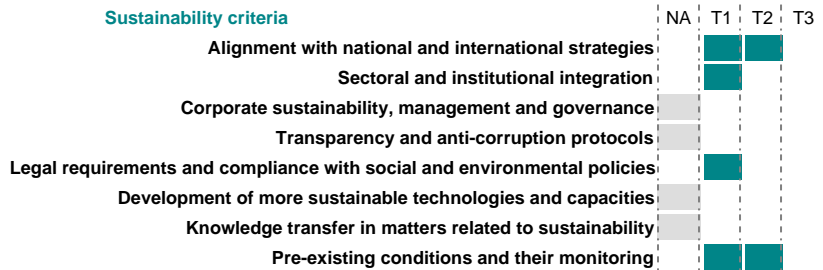 Sustainability criteria NA T1 T2 T3
Alignment with national and international strategies
Sectoral and institutional integration
Corporate sustainability, management and governance
Transparency and anti-corruption protocols
Legal requirements and compliance with social and environmental policies
Development of more sustainable technologies and capacities
Knowledge transfer in matters related to sustainability
Pre-existing conditions and their monitoring